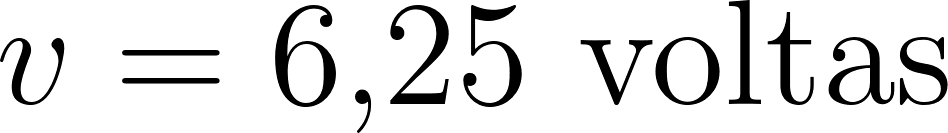 v = 6,25 voltas